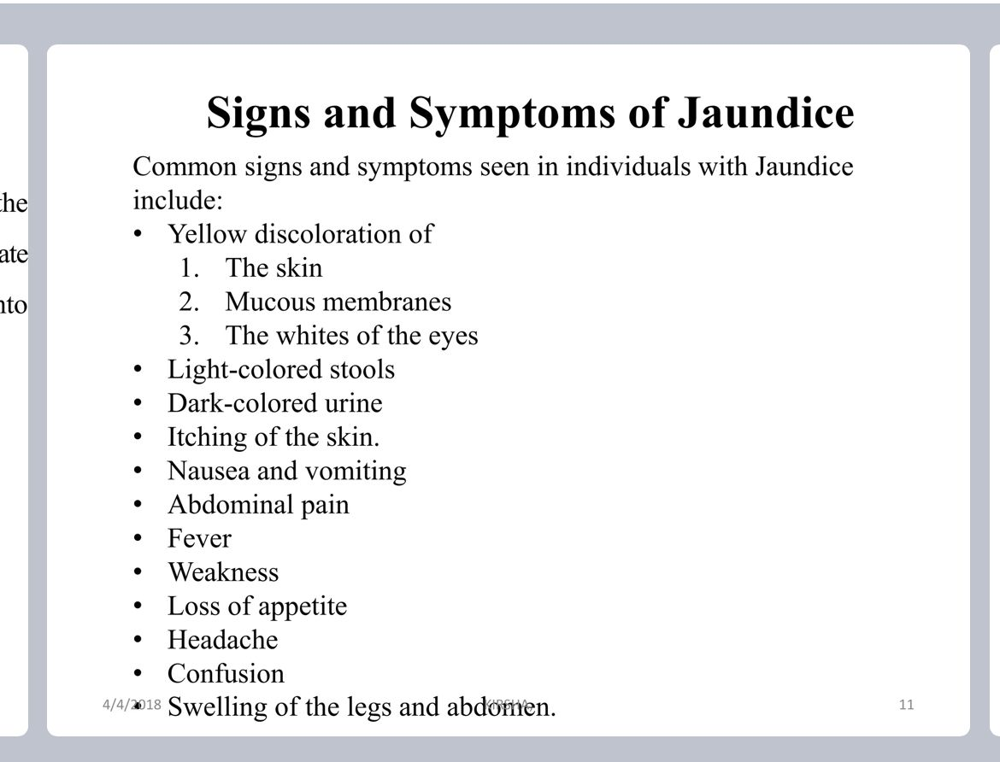 the
ate
nto
Signs and Symptoms of Jaundice
Common signs and symptoms seen in individuals with Jaundice
include:
• Yellow discoloration of
1. The skin
2. Mucous membranes
3. The whites of the eyes
• Light-colored stools
• Dark-colored urine
• Itching of the skin.
• Nausea and vomiting
• Abdominal pain
• Fever
• Weakness
• Loss of appetite
• Headache
• Confusion
• Swelling of the legs and abdomen.
4/4/2018 11